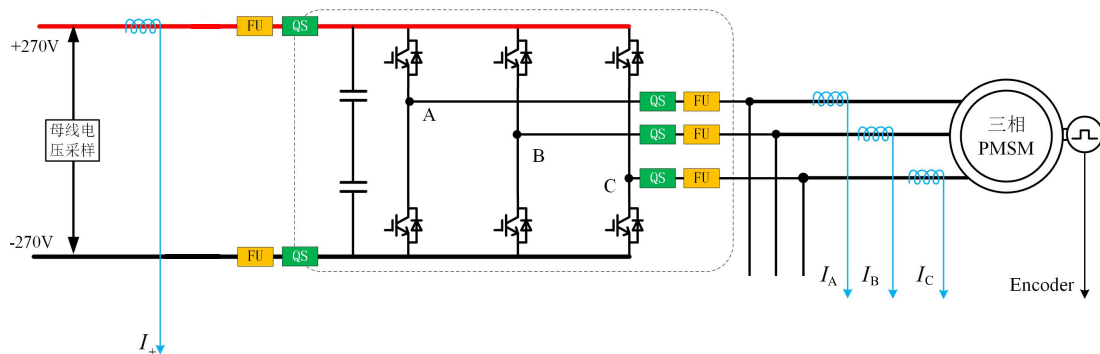 +270V
FU
QS
母线电
压采样
A
B
C
QS
FU
QS
FU
QS
FU
三相
PMSM
-270V
FU
QS
I+
IA
IB
IC
Encoder